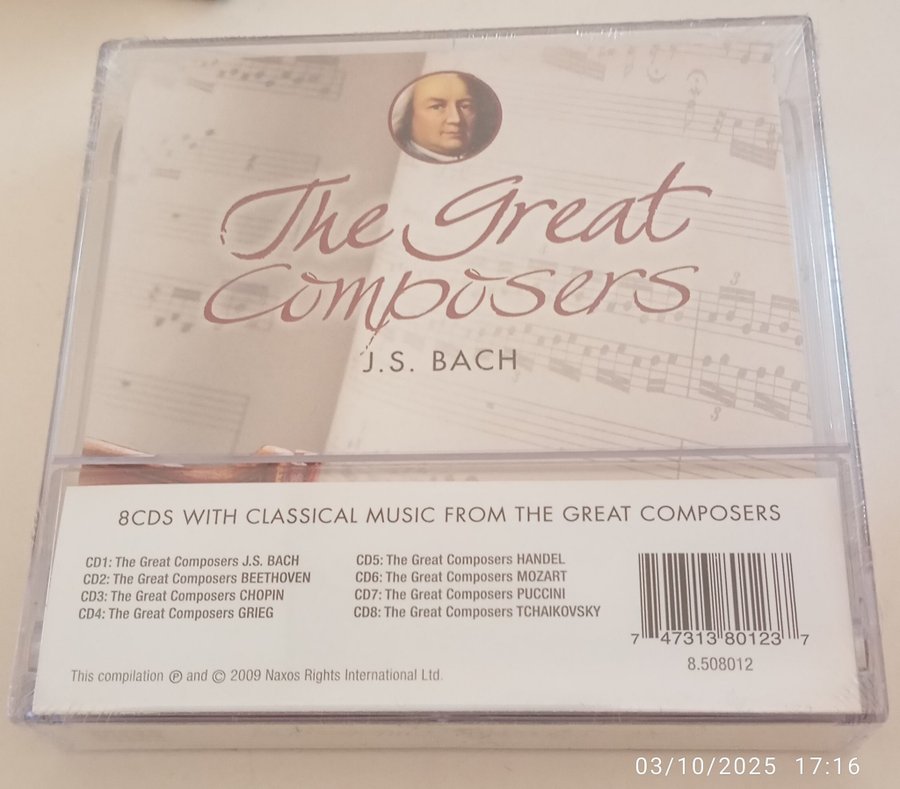 The Great
Composers
J.S. BACH
8CDS WITH CLASSICAL MUSIC FROM THE GREAT COMPOSERS
CD1: The Great Composers J.S. BACH
CD2: The Great Composers BEETHOVEN
CD3: The Great Composers CHOPIN
CD4: The Great Composers GRIEG
CD5: The Great Composers HANDEL
CD6: The Great Composers MOZART
CD7: The Great Composers PUCCINI
CD8: The Great Composers TCHAIKOVSKY
7 47313 80123 7
8.508012
This compilation ℗ and © 2009 Naxos Rights International Ltd.
03/10/2025 17:16